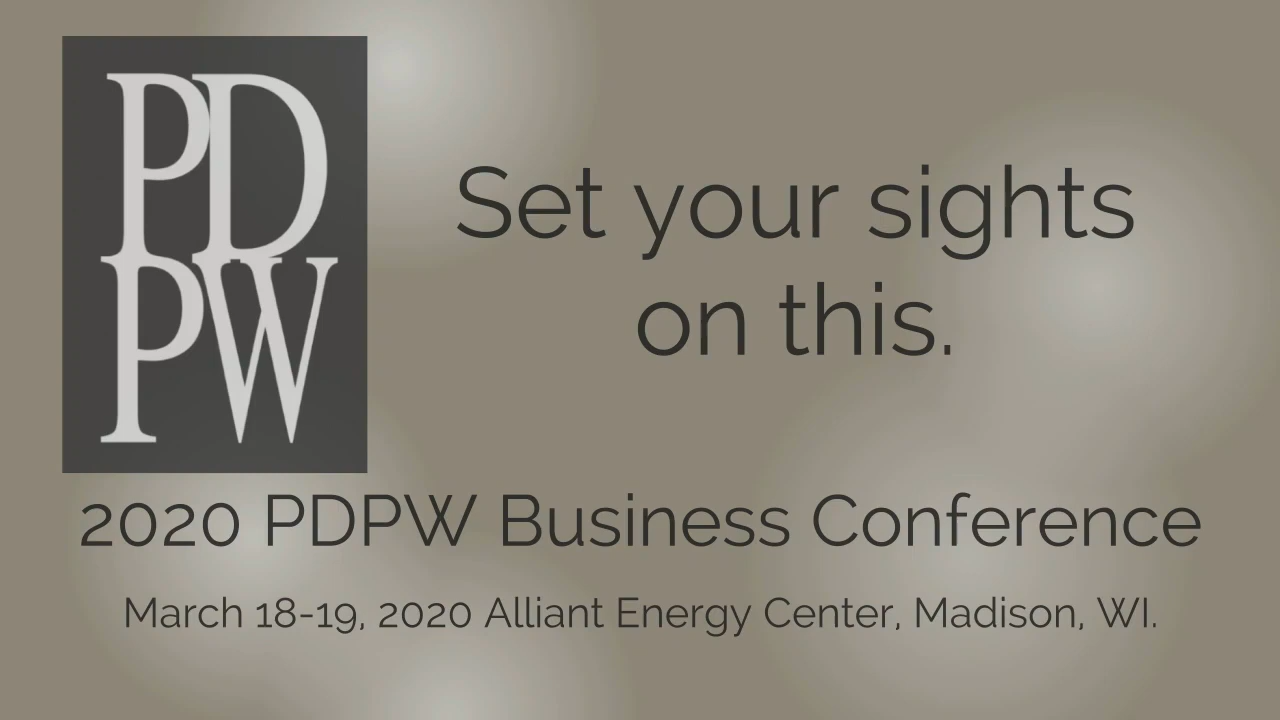 PD
PW
Set your sights
on this.
2020 PDPW Business Conference
March 18-19, 2020 Alliant Energy Center, Madison, WI.